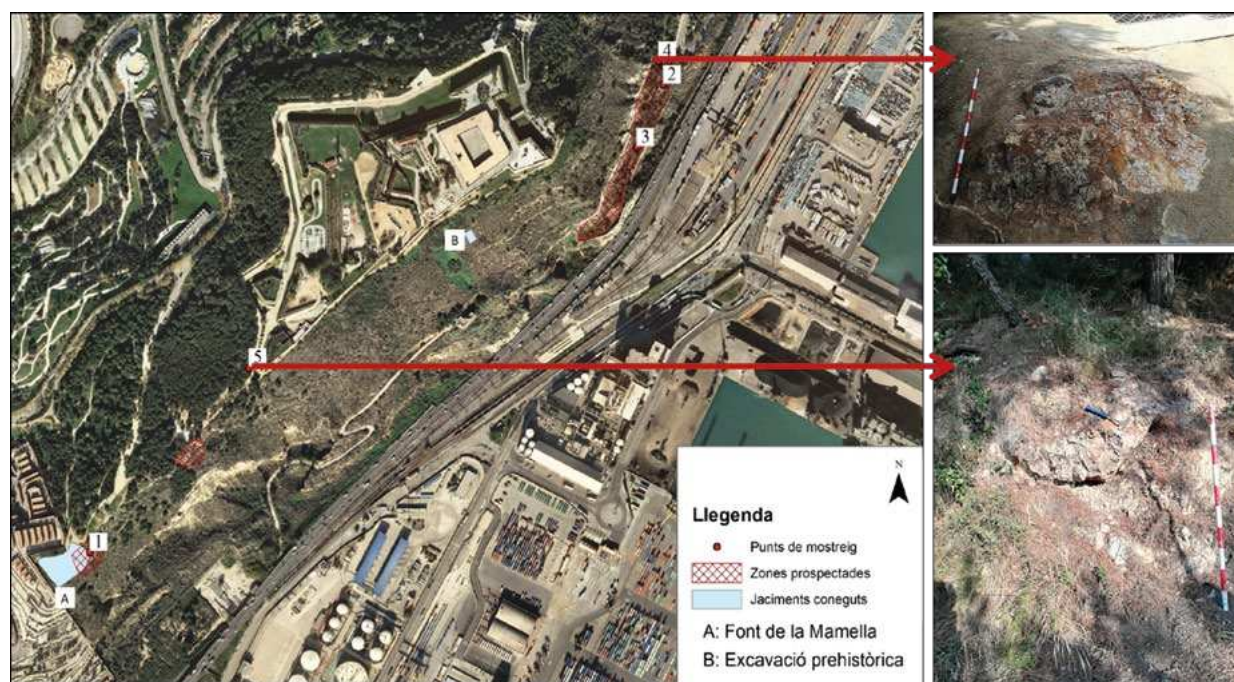 4
2
3
B
5
1
A
N
Llegenda
Punts de mostreig
Zones prospectades
Jaciments coneguts
A: Font de la Mamella
B: Excavació prehistòrica